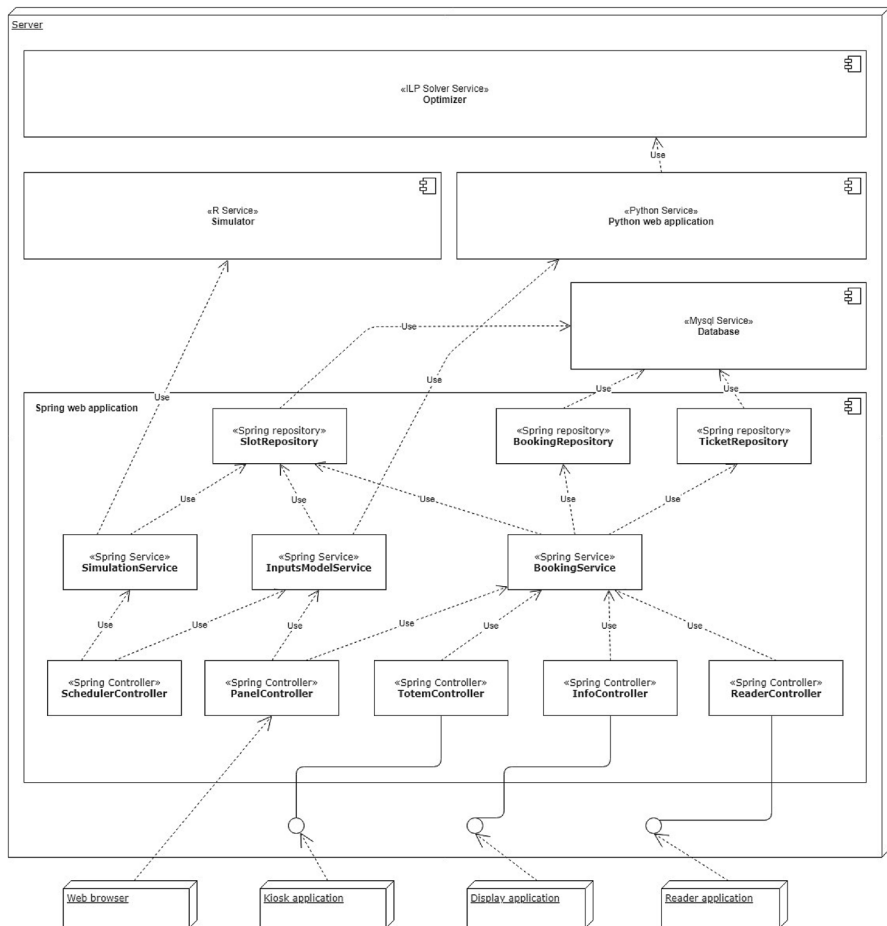 Server
«ILP Solver Service»
Optimizer
Use
«R Service»
Simulator
«Python Service»
Python web application
«Mysql Service»
Database
Use
Use
Use
Use
Use
Spring web application
«Spring repository»
SlotRepository
«Spring repository»
BookingRepository
«Spring repository»
TicketRepository
Use
Use
Use
Use
Use
«Spring Service»
SimulationService
«Spring Service»
InputsModelService
«Spring Service»
BookingService
Use
Use
Use
Use
Use
Use
Use
«Spring Controller»
SchedulerController
«Spring Controller»
PanelController
«Spring Controller»
TotemController
«Spring Controller»
InfoController
«Spring Controller»
ReaderController
Web browser
Kiosk application
Display application
Reader application